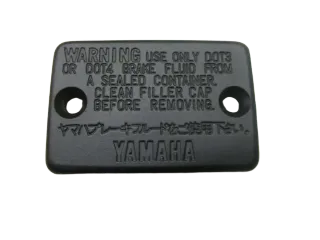 WARNING USE ONLY DOT3
OR DOT4 BRAKE FLUID FROM
A SEALED CONTAINER.
CLEAN FILLER CAP
BEFORE REMOVING.
ヤマハブレーキフルードをご使用下さい。
YAMAHA